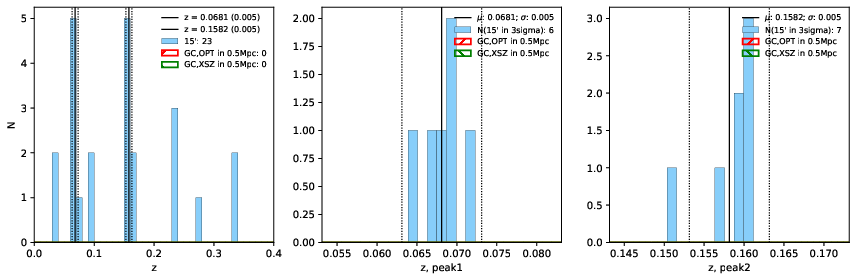 z = 0.0681 (0.005)
z = 0.1582 (0.005)
15': 23
GC,OPT in 0.5Mpc: 0
GC,XSZ in 0.5Mpc: 0
N
5
4
3
2
1
0
0.0 0.1 0.2 0.3 0.4
z
μ: 0.0681; σ: 0.005
N(15' in 3sigma): 6
GC,OPT in 0.5Mpc
GC,XSZ in 0.5Mpc
2.00
1.75
1.50
1.25
1.00
0.75
0.50
0.25
0.00
0.055 0.060 0.065 0.070 0.075 0.080
z, peak1
μ: 0.1582; σ: 0.005
N(15' in 3sigma): 7
GC,OPT in 0.5Mpc
GC,XSZ in 0.5Mpc
3.0
2.5
2.0
1.5
1.0
0.5
0.0
0.145 0.150 0.155 0.160 0.165 0.170
z, peak2